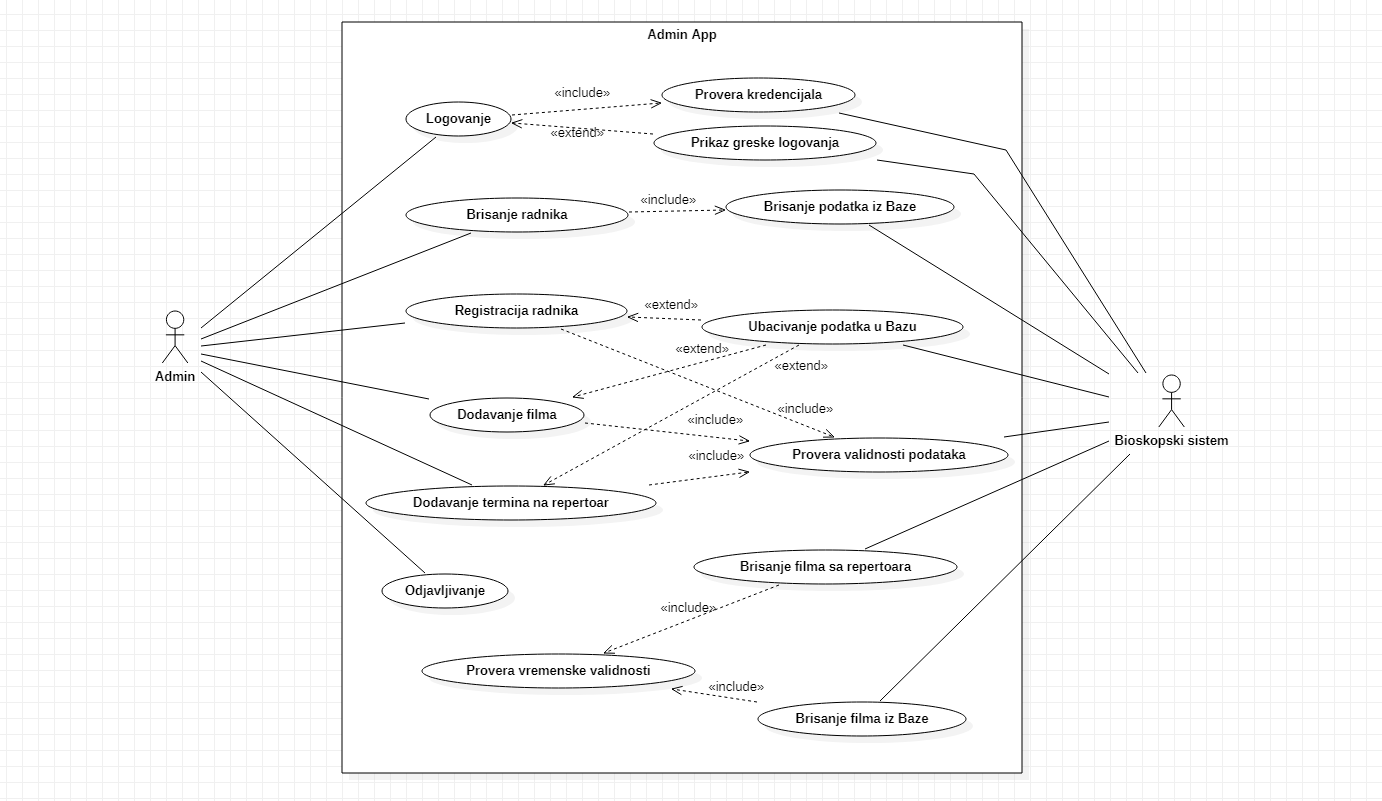 Admin App
«include»
Provera kredencijala
Logovanje
«extend»
Prikaz greske logovanja
«include»
Brisanje radnika
Brisanje podatka iz Baze
«extend»
Registracija radnika
Ubacivanje podatka u Bazu
«extend»
«extend»
Admin
«include»
Dodavanje filma
«include»
Bioskopski sistem
«include»
Provera validnosti podataka
Dodavanje termina na repertoar
Brisanje filma sa repertoara
Odjavljivanje
«include»
Provera vremenske validnosti
«include»
Brisanje filma iz Baze